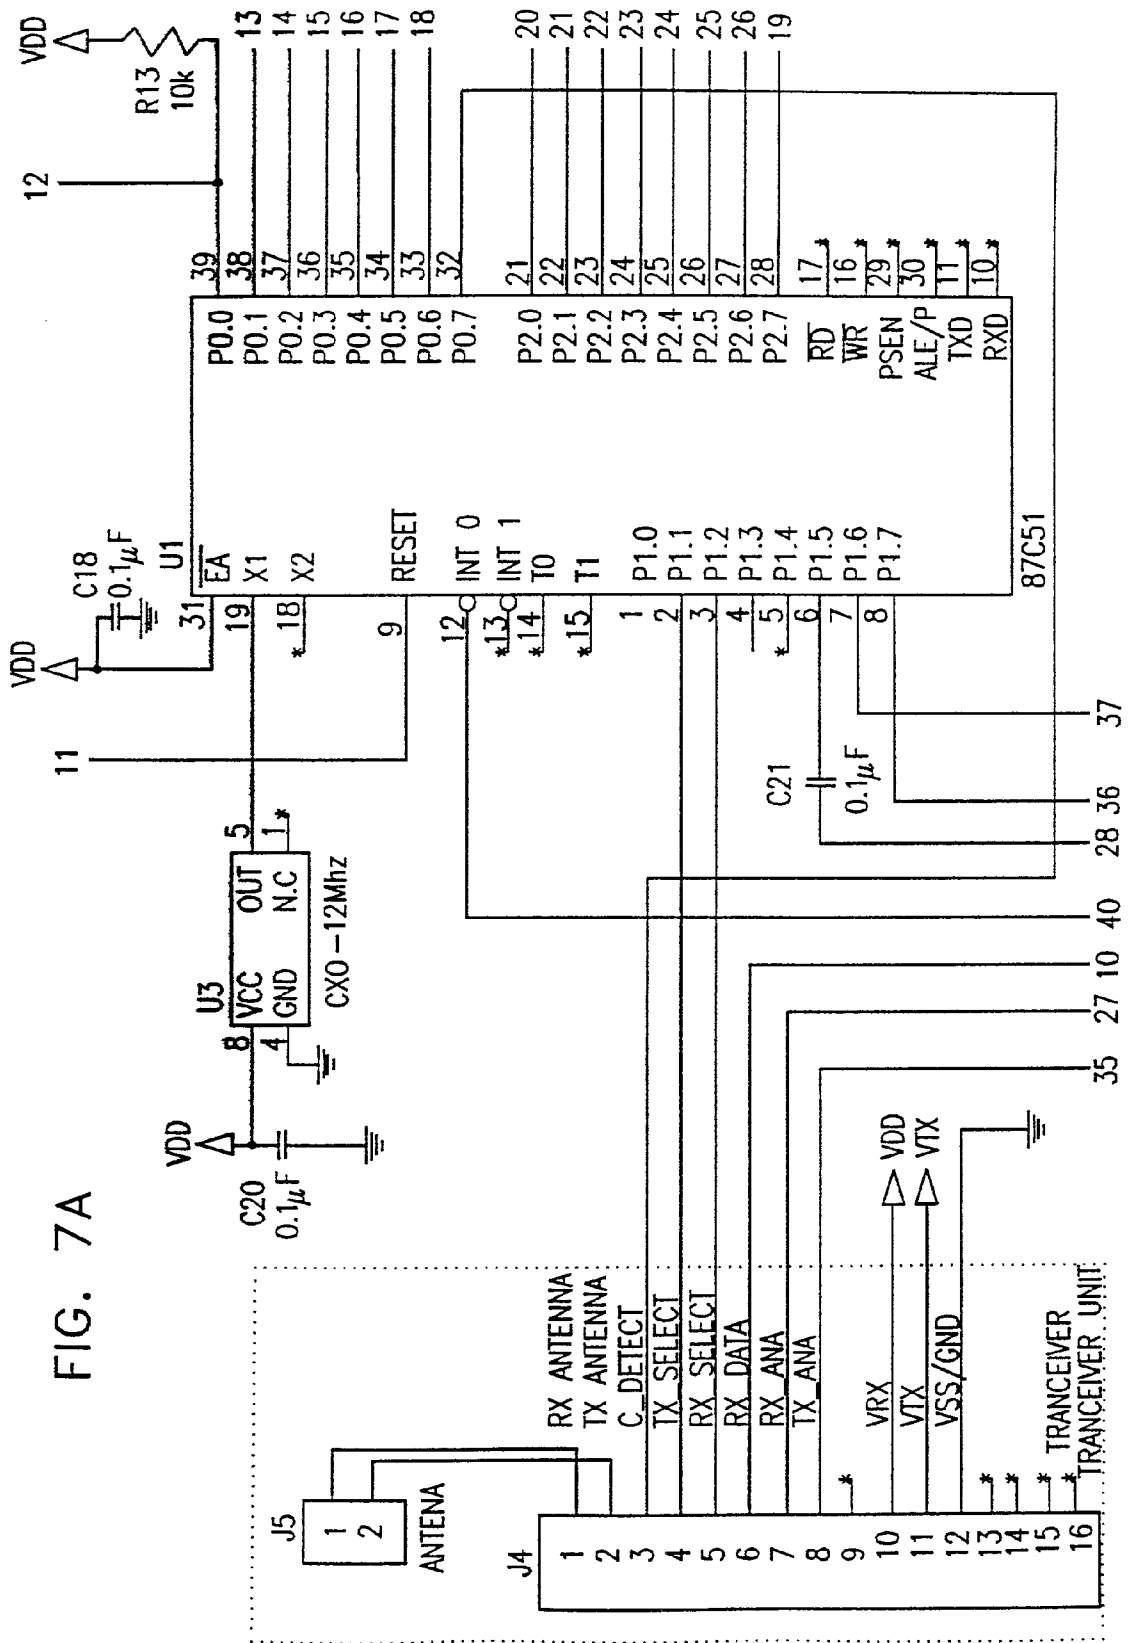 FIG. 7A
VDD
R13
10k
12
13
14
15
16
17
18
20
21
22
23
24
25
26
19
39
38
37
36
35
34
33
32
21
22
23
24
25
26
27
28
17*
16*
29*
30*
11*
10*
P0.0
P0.1
P0.2
P0.3
P0.4
P0.5
P0.6
P0.7
P2.0
P2.1
P2.2
P2.3
P2.4
P2.5
P2.6
P2.7
RD
WR
PSEN
ALE/P
TXD
RXD
U1
EA
X1
X2
RESET
INT 0
INT 1
T0
T1
P1.0
P1.1
P1.2
P1.3
P1.4
P1.5
P1.6
P1.7
87C51
VDD
C18
0.1μF
31
19
*18
9
12
*13
*14
*15
1
2
3
4
*5
6
7
8
11
C21
0.1μF
U3
VCC
OUT
GND
N.C
CXO-12Mhz
8
4
5
1*
VDD
C20
0.1μF
37
36
28
40
10
27
35
VDD
VTX
RX ANTENNA
TX ANTENNA
C_DETECT
TX_SELECT
RX_SELECT
RX_DATA
RX_ANA
TX_ANA
VRX
VTX
VSS/GND
TRANCEIVER
TRANCEIVER UNIT
J5
1
2
ANTENA
J4
1
2
3
4
5
6
7
8
9 *
10
11
12
13 *
14 *
15 *
16 *